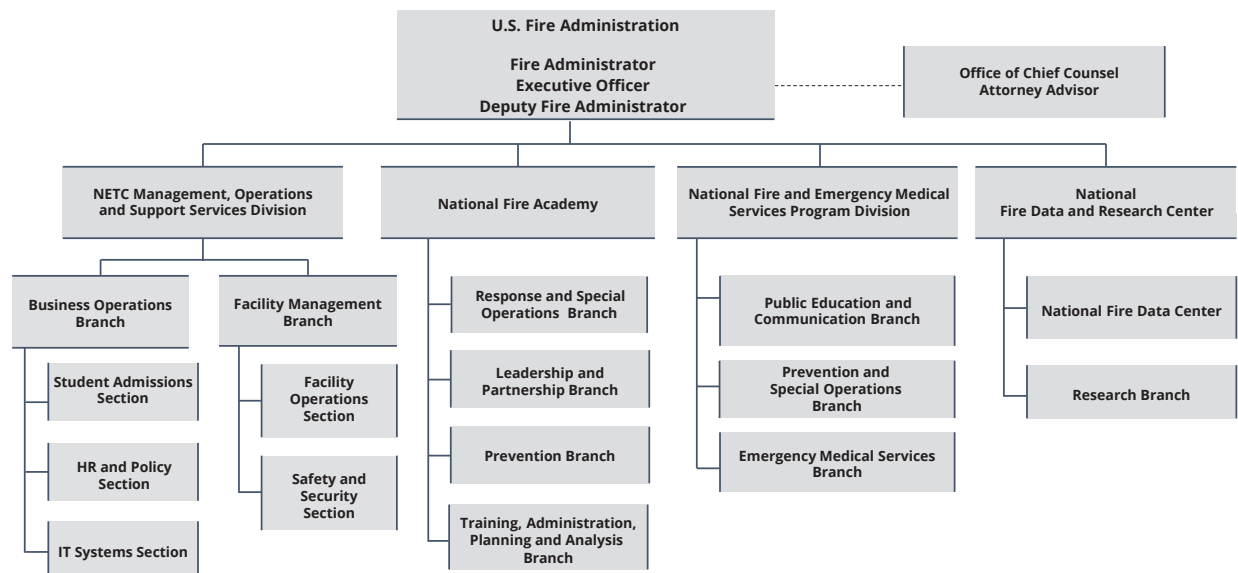 U.S. Fire Administration
Fire Administrator
Executive Officer
Deputy Fire Administrator
Office of Chief Counsel
Attorney Advisor
NETC Management, Operations
and Support Services Division
National Fire Academy
National Fire and Emergency Medical
Services Program Division
National
Fire Data and Research Center
Business Operations
Branch
Student Admissions
Section
HR and Policy
Section
IT Systems Section
Facility Management
Branch
Facility
Operations
Section
Safety and
Security
Section
Response and Special
Operations Branch
Leadership and
Partnership Branch
Prevention Branch
Training, Administration,
Planning and Analysis
Branch
Public Education and
Communication Branch
Prevention and
Special Operations
Branch
Emergency Medical Services
Branch
National Fire Data Center
Research Branch